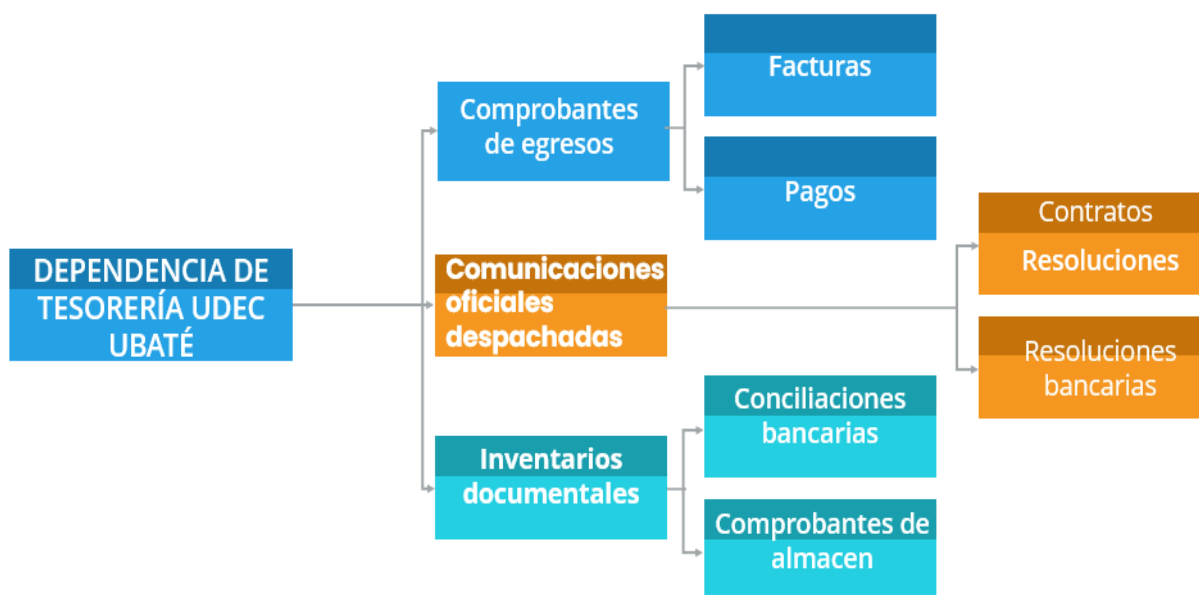 DEPENDENCIA DE
TESORERÍA UDEC
UBATÉ
Comprobantes
de egresos
Facturas
Pagos
Comunicaciones
oficiales
despachadas
Contratos
Resoluciones
Resoluciones
bancarias
Inventarios
documentales
Conciliaciones
bancarias
Comprobantes de
almacen